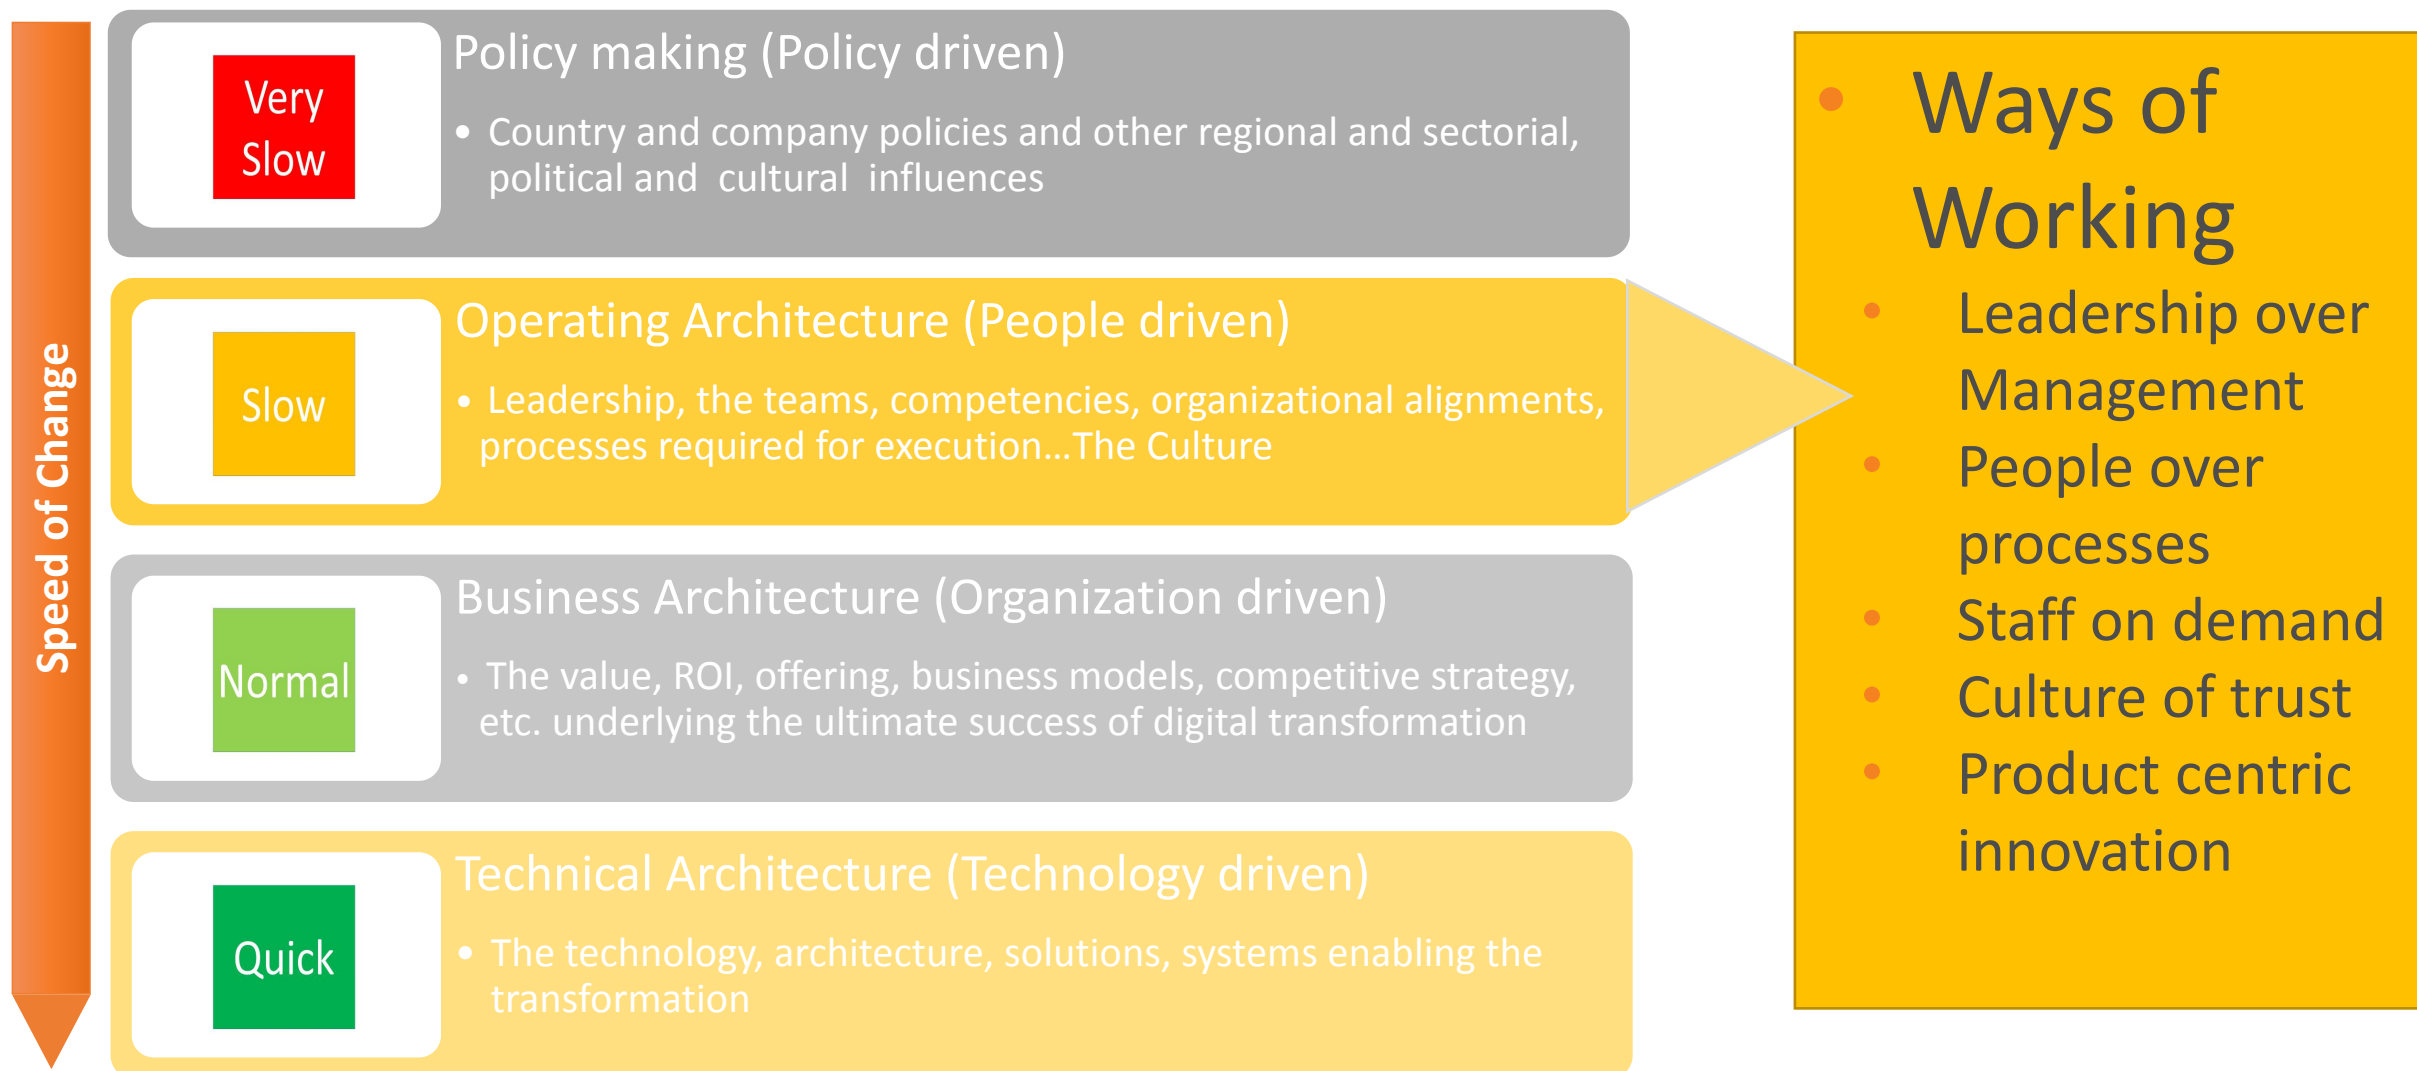 Speed of Change
Very
Slow
Policy making (Policy driven)
• Country and company policies and other regional and sectorial,
political and cultural influences
Slow
Operating Architecture (People driven)
• Leadership, the teams, competencies, organizational alignments,
processes required for execution...The Culture
Normal
Business Architecture (Organization driven)
• The value, ROI, offering, business models, competitive strategy,
etc. underlying the ultimate success of digital transformation
Quick
Technical Architecture (Technology driven)
• The technology, architecture, solutions, systems enabling the
transformation
• Ways of
Working
• Leadership over
Management
• People over
processes
• Staff on demand
• Culture of trust
• Product centric
innovation